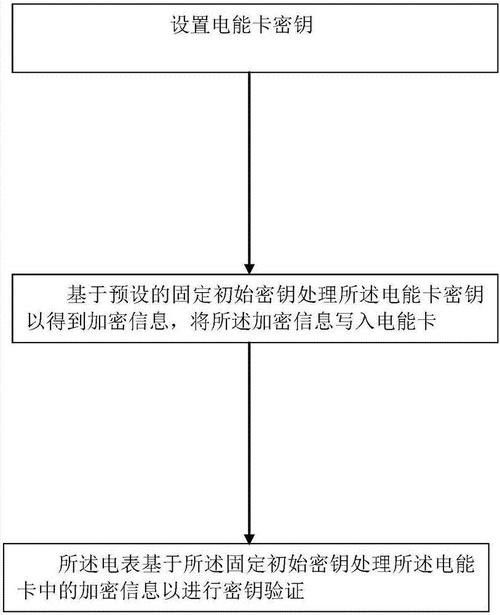 设置电能卡密钥
基于预设的固定初始密钥处理所述电能卡密钥
以得到加密信息，将所述加密信息写入电能卡
所述电表基于所述固定初始密钥处理所述电能
卡中的加密信息以进行密钥验证